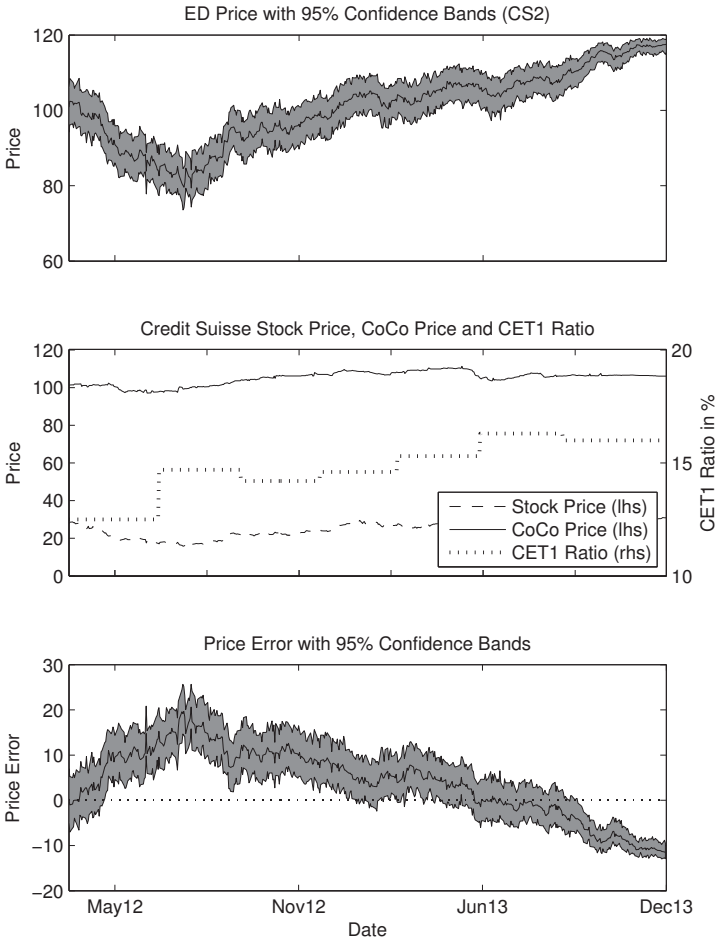 ED Price with 95% Confidence Bands (CS2)
120
100
80
60
Price
Credit Suisse Stock Price, CoCo Price and CET1 Ratio
120
100
80
60
40
20
0
Price
20
15
10
CET1 Ratio in %
Stock Price (lhs)
CoCo Price (lhs)
CET1 Ratio (rhs)
Price Error with 95% Confidence Bands
30
20
10
0
−10
−20
Price Error
May12 Nov12 Jun13 Dec13
Date